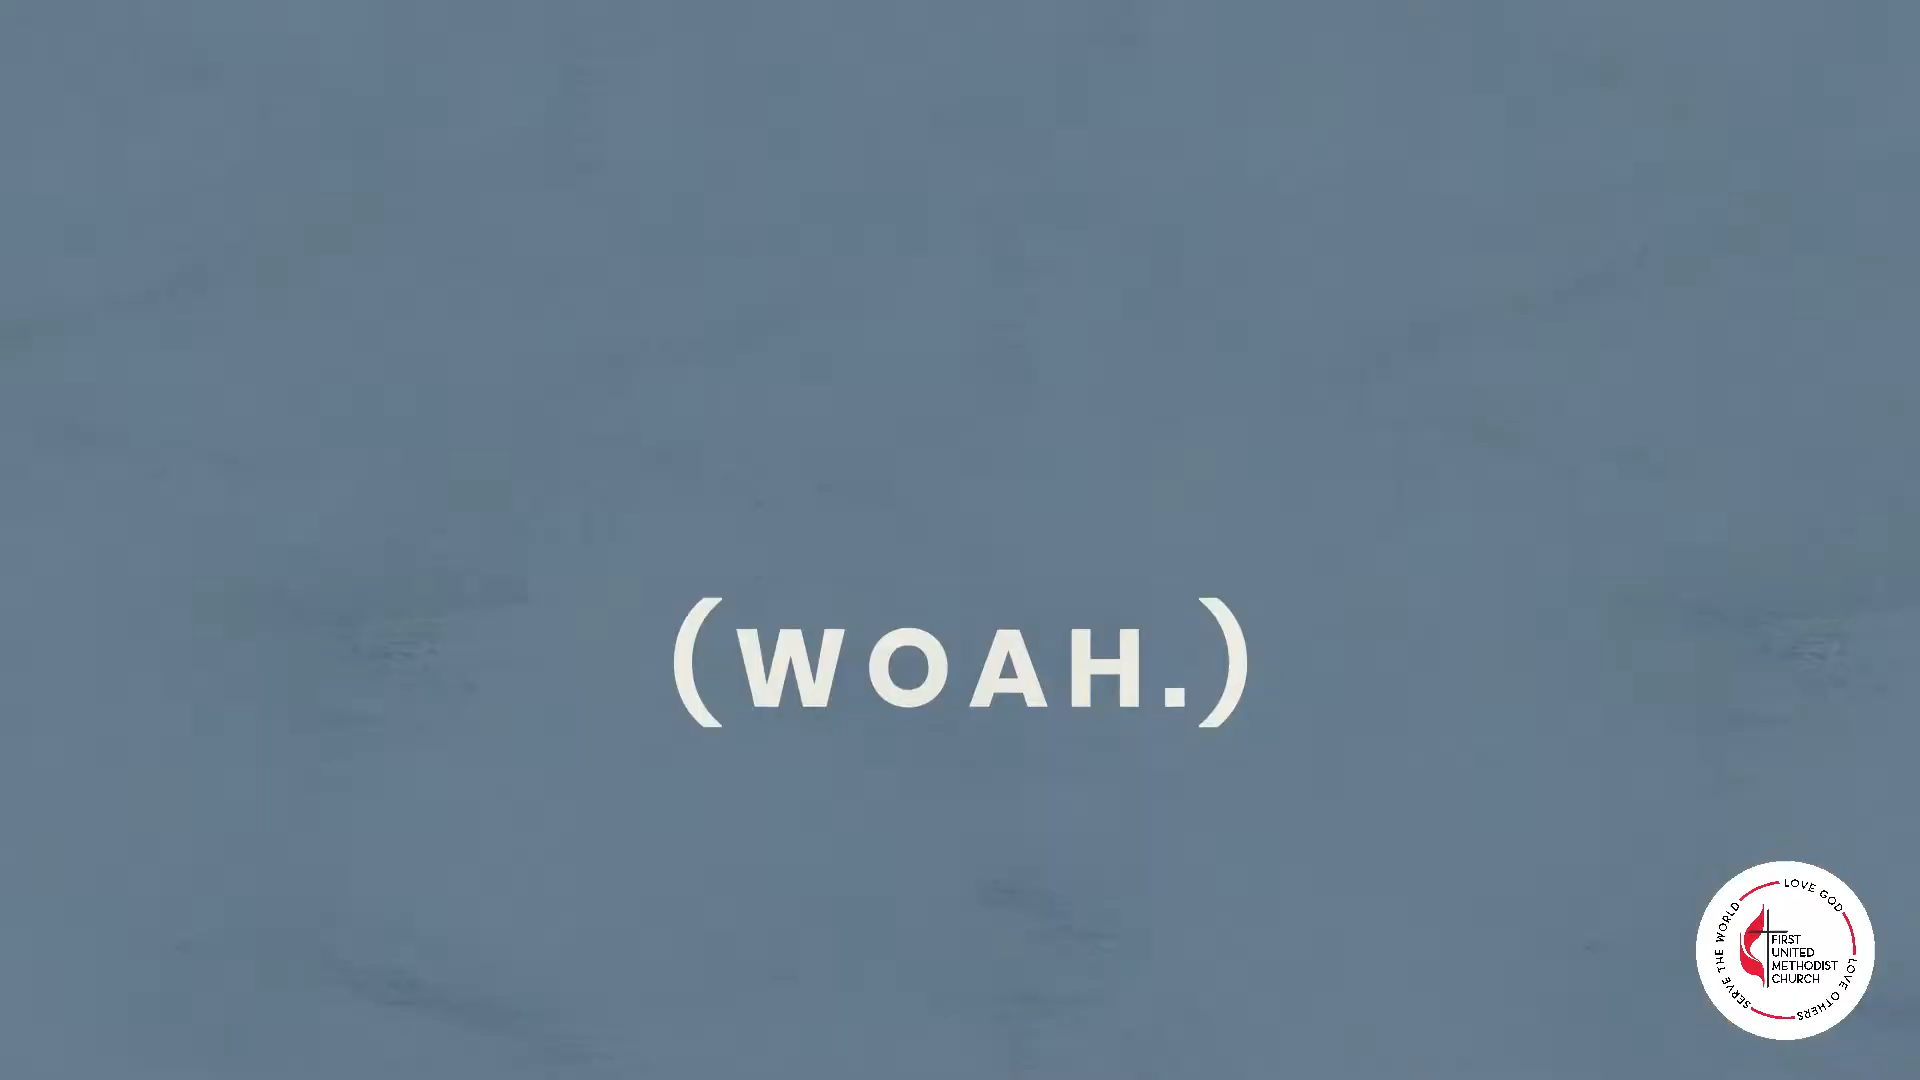 (WOAH.)
LOVE GOD
LOVE OTHERS
SERVE THE WORLD
FIRST
UNITED
METHODIST
CHURCH